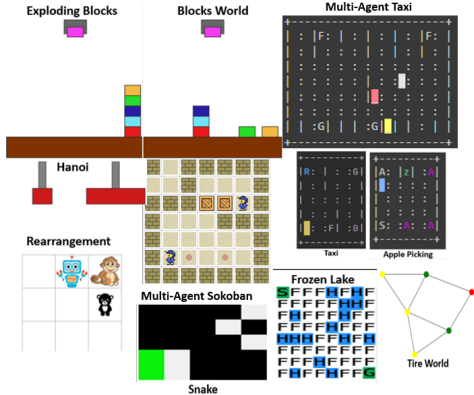 Exploding Blocks
Blocks World
Multi-Agent Taxi
F: F:
:G :G
Hanoi
R: :G
:F :B
Taxi
A: z :A
S: A :A
Apple Picking
Rearrangement
Multi-Agent Sokoban
Snake
Frozen Lake
Tire World